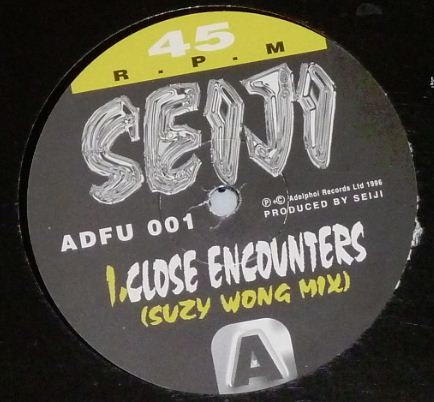 45
R·P·M
SEIJI
ADFU 001
℗ + © Adelphoi Records Ltd 1996
PRODUCED BY SEIJI
1. CLOSE ENCOUNTERS
(SUZY WONG MIX)
A